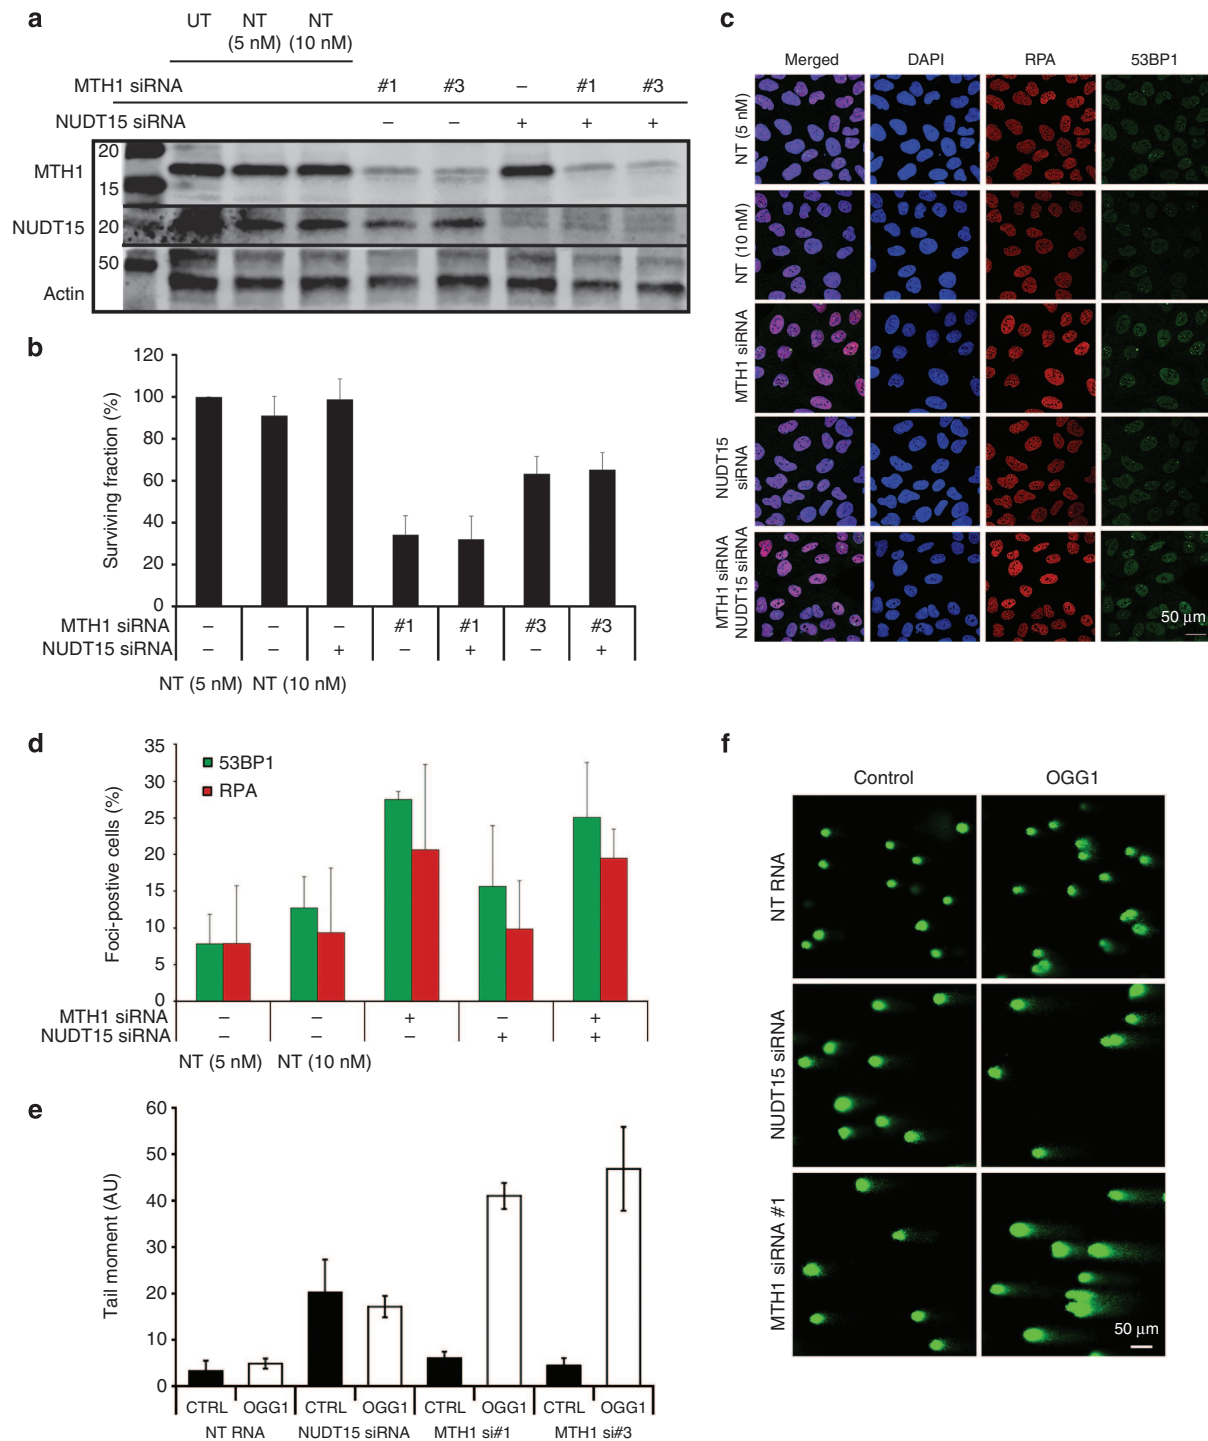 a
UT NT NT
(5 nM) (10 nM)
MTH1 siRNA #1 #3 – #1 #3
NUDT15 siRNA – – + + +
MTH1 20
15
NUDT15 20
50
Actin
b
Surviving fraction (%)
120
100
80
60
40
20
0
MTH1 siRNA – – – #1 #1 #3 #3
NUDT15 siRNA – – + – + – +
NT (5 nM) NT (10 nM)
c
Merged DAPI RPA 53BP1
NT (5 nM)
NT (10 nM)
MTH1 siRNA
NUDT15
siRNA
MTH1 siRNA
NUDT15 siRNA
50 μm
d
Foci-postive cells (%)
35
30
25
20
15
10
5
0
53BP1
RPA
MTH1 siRNA – – + – +
NUDT15 siRNA – – – + +
NT (5 nM) NT (10 nM)
e
Tail moment (AU)
60
50
40
30
20
10
0
CTRL OGG1 CTRL OGG1 CTRL OGG1 CTRL OGG1
NT RNA NUDT15 siRNA MTH1 si#1 MTH1 si#3
f
Control OGG1
NT RNA
NUDT15 siRNA
MTH1 siRNA #1
50 μm